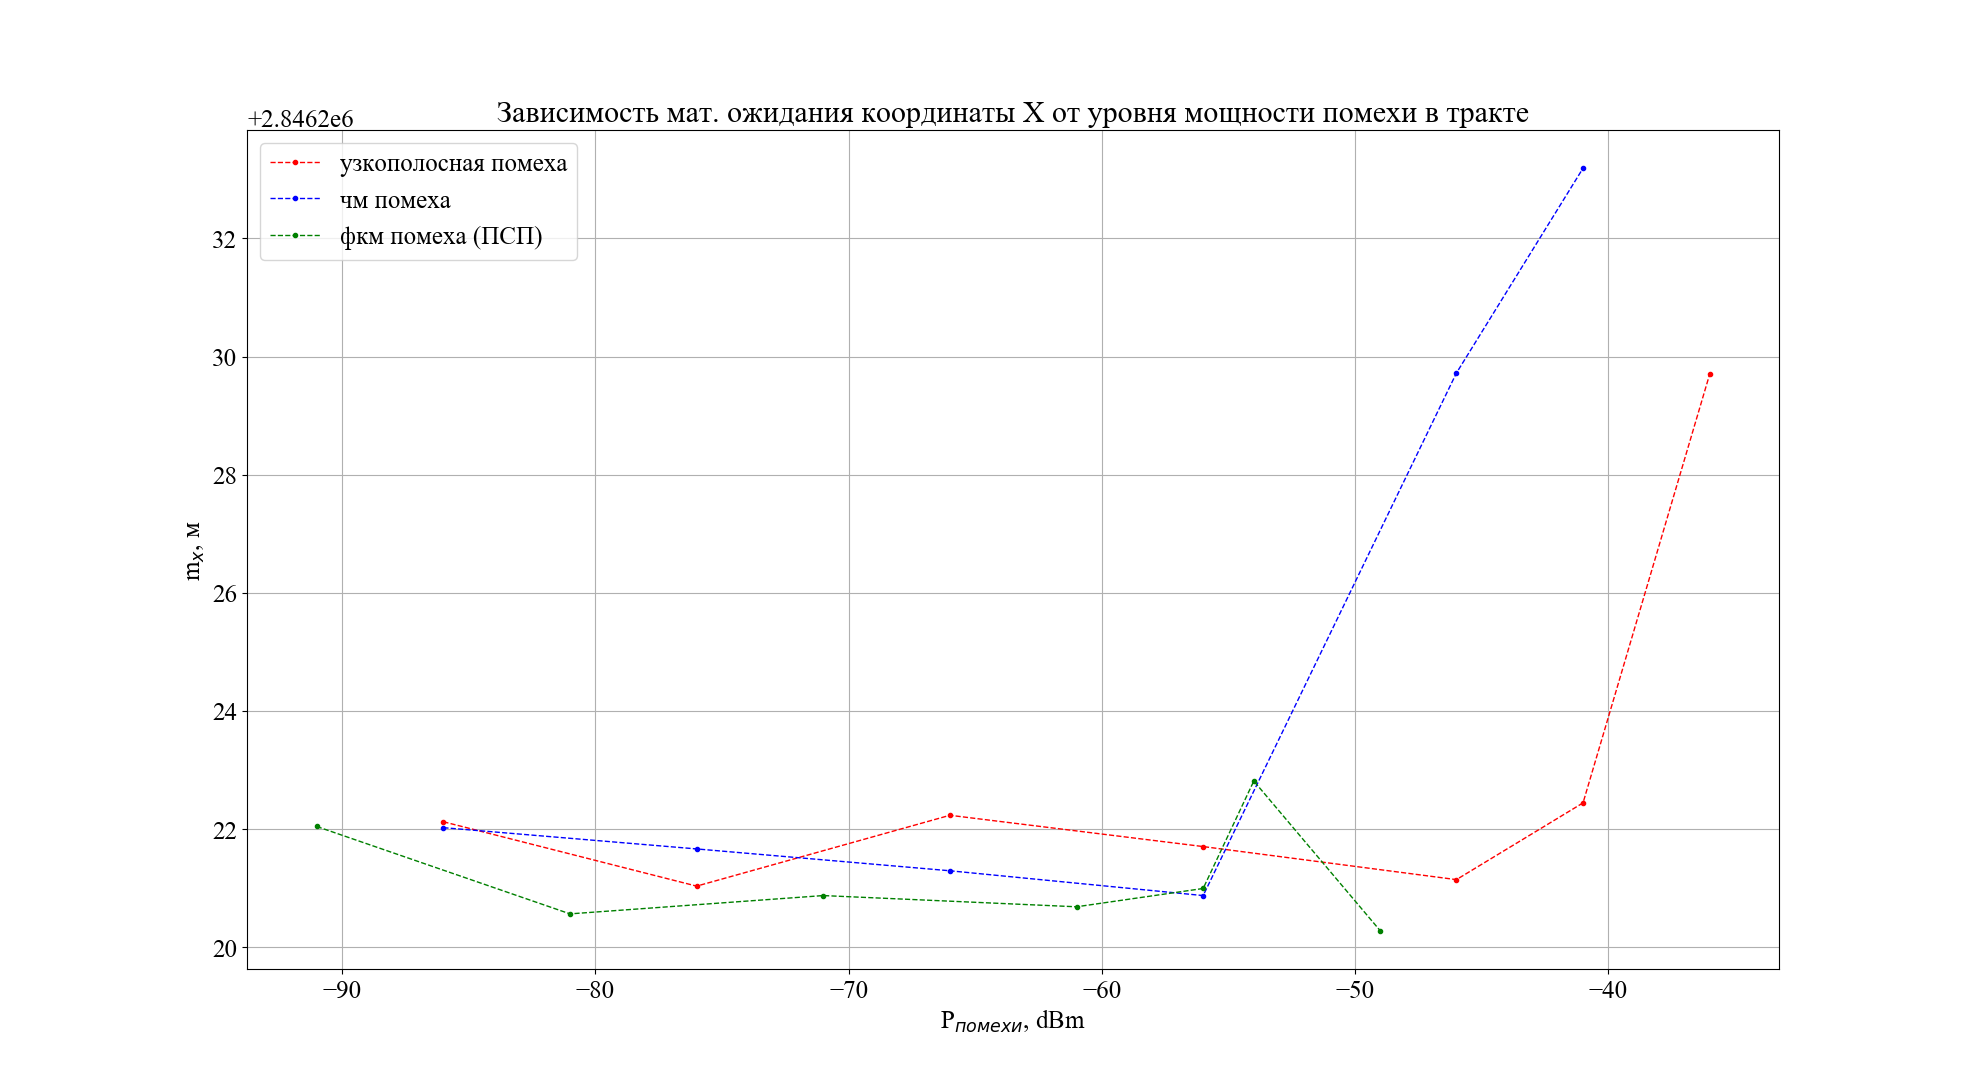 Зависимость мат. ожидания координаты X от уровня мощности помехи в тракте
+2.8462e6
узкополосная помеха
чм помеха
фкм помеха (ПСП)
32
30
28
26
24
22
20
mₓ, м
−90 −80 −70 −60 −50 −40
Pпомехи, dBm